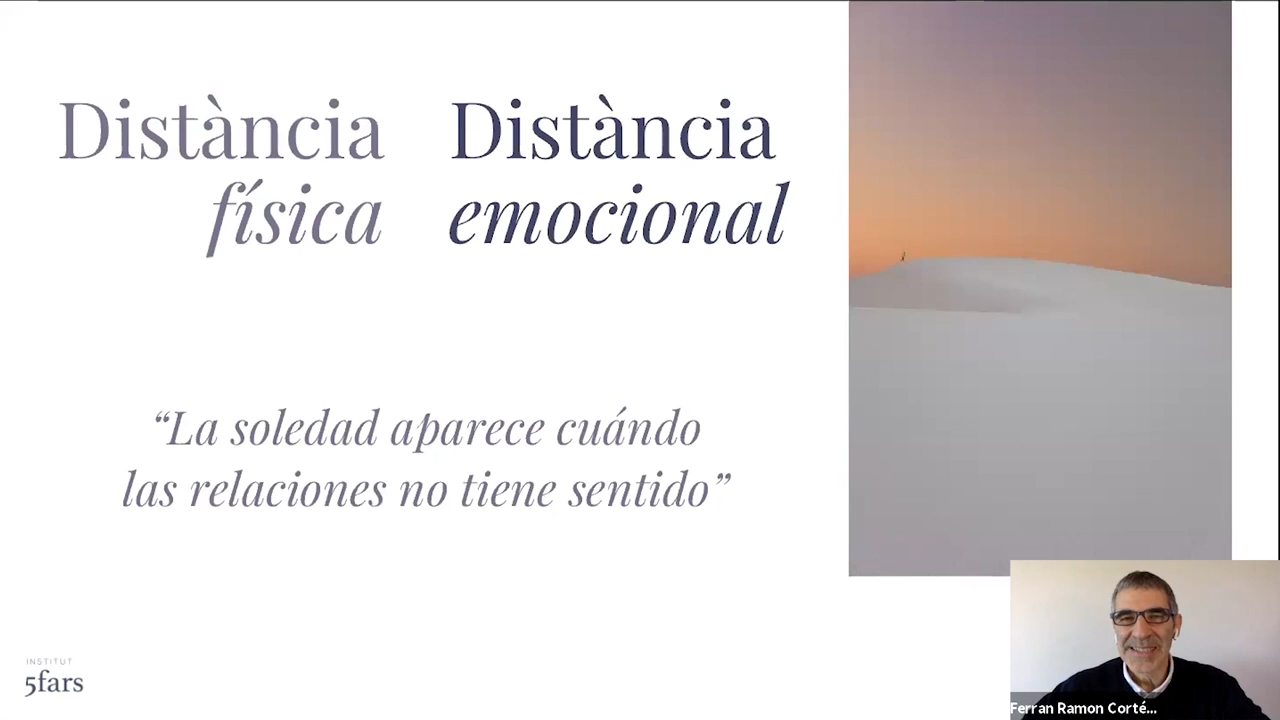 Distància Distància
física emocional
“La soledad aparece cuándo
las relaciones no tiene sentido”
INSTITUT
5fars
Ferran Ramon Corté...